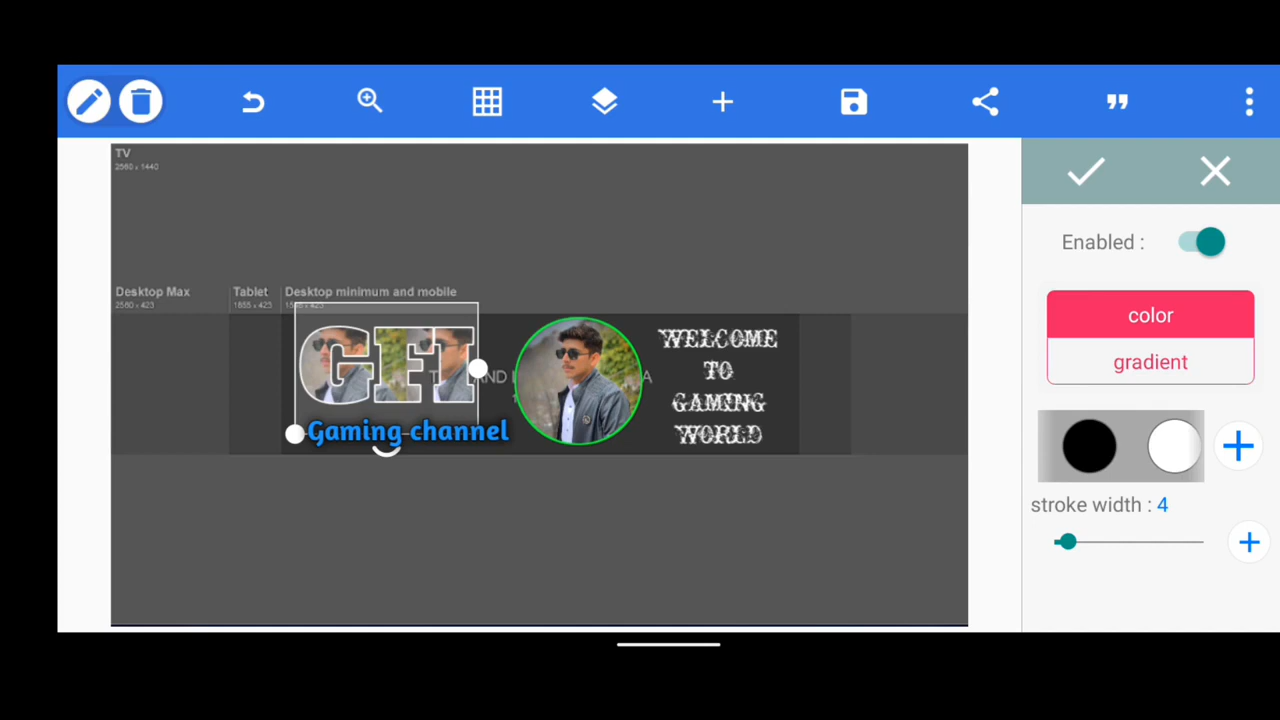 TV
2560 x 1440
Desktop Max
2560 x 423
Tablet
1855 x 423
Desktop minimum and mobile
x 423
GFI
Gaming-channel
WELCOME
TO
GAMING
WORLD
Enabled :
color
gradient
stroke width : 4